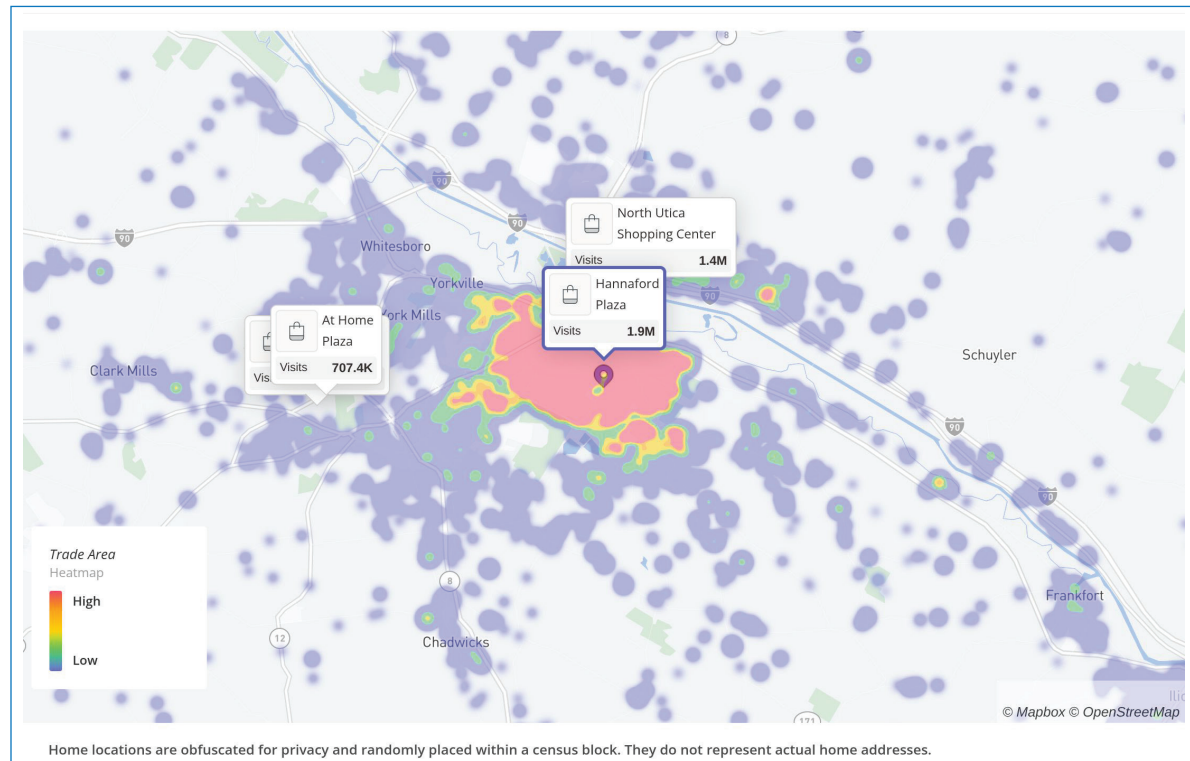 8
90
90
90
North Utica
Shopping Center
Visits 1.4M
Whitesboro
Yorkville
Hannaford
Plaza
Visits 1.9M
90
York Mills
At Home
Plaza
Visits 707.4K
Vis
Clark Mills
Schuyler
90
90
Trade Area
Heatmap
High
Low
8
12
Chadwicks
Frankfort
171
© Mapbox © OpenStreetMap
Home locations are obfuscated for privacy and randomly placed within a census block. They do not represent actual home addresses.